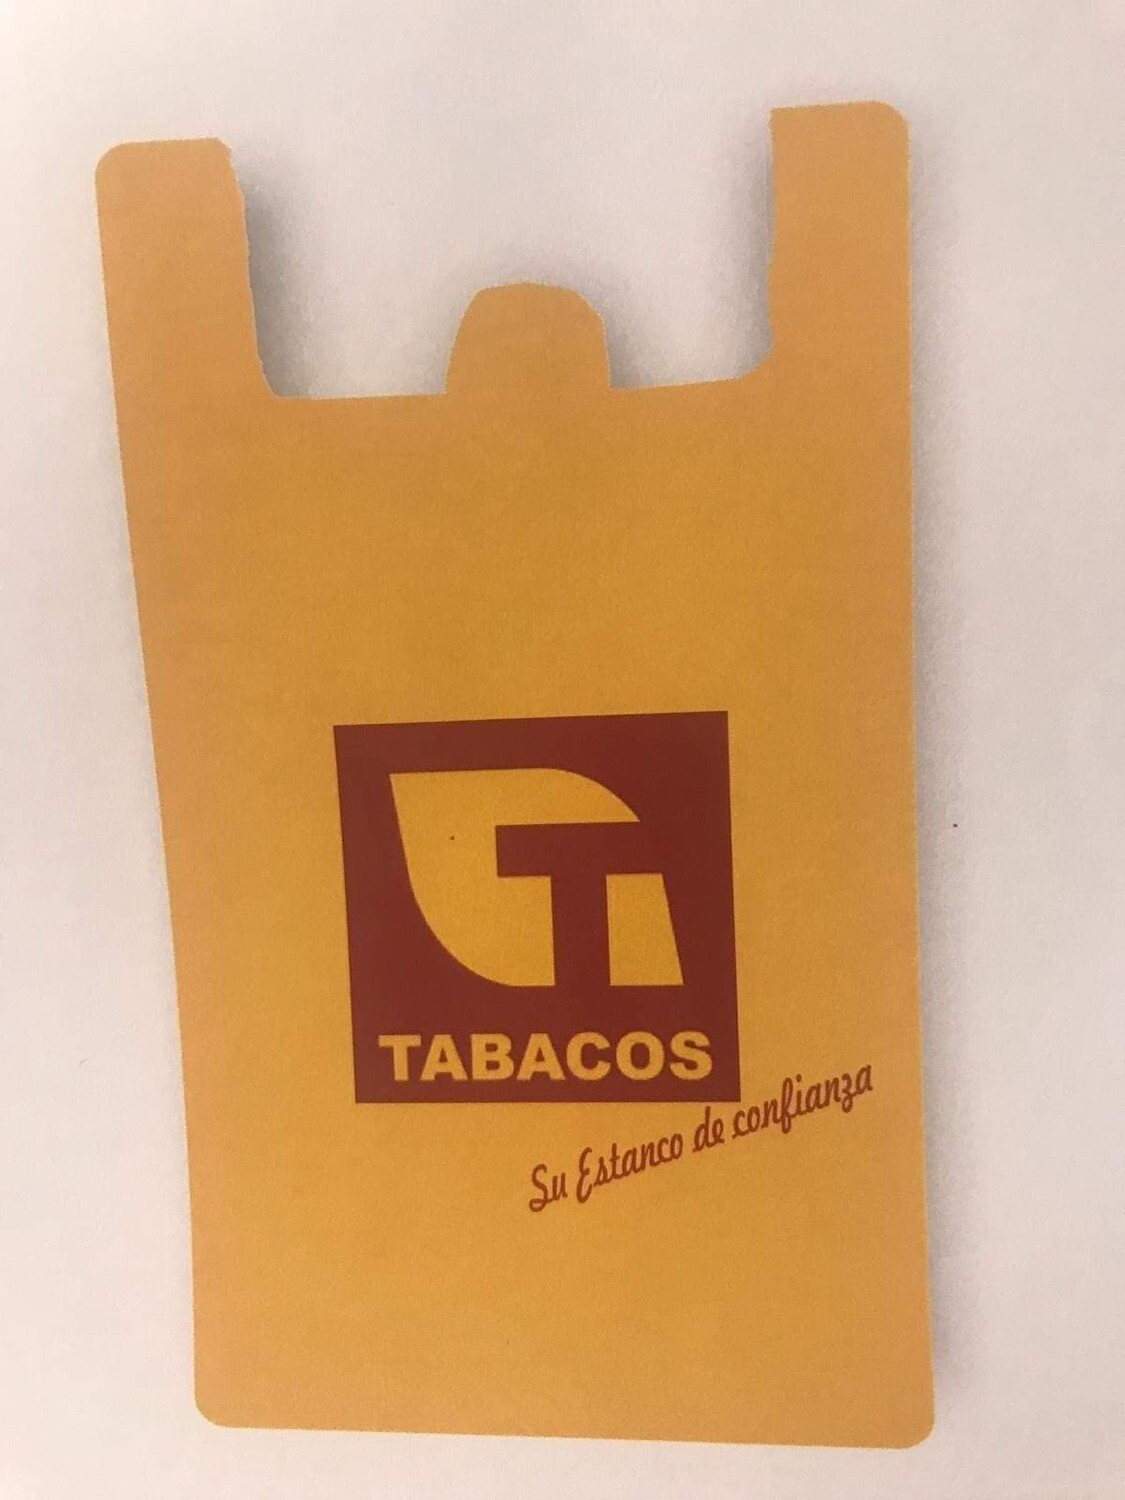 T
TABACOS
Su Estanco de confianza